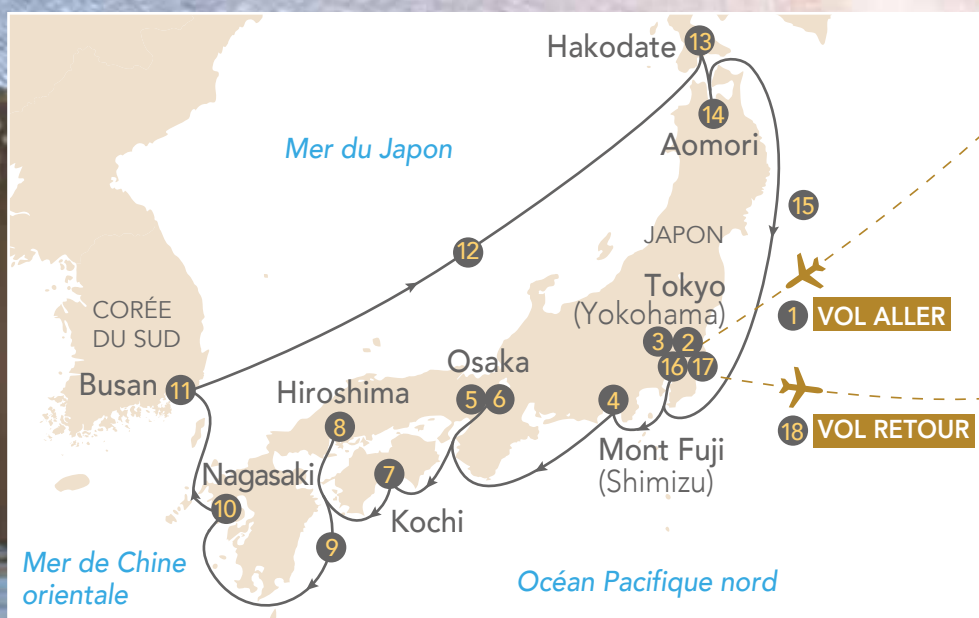 Hakodate
13
14
Aomori
Mer du Japon
15
12
JAPON
Tokyo
(Yokohama)
1 VOL ALLER
CORÉE
DU SUD
3 2
16 17
Busan 11
Osaka
Hiroshima
5 6
4
8
18 VOL RETOUR
Mont Fuji
(Shimizu)
7
Nagasaki
10
Kochi
9
Mer de Chine
orientale
Océan Pacifique nord